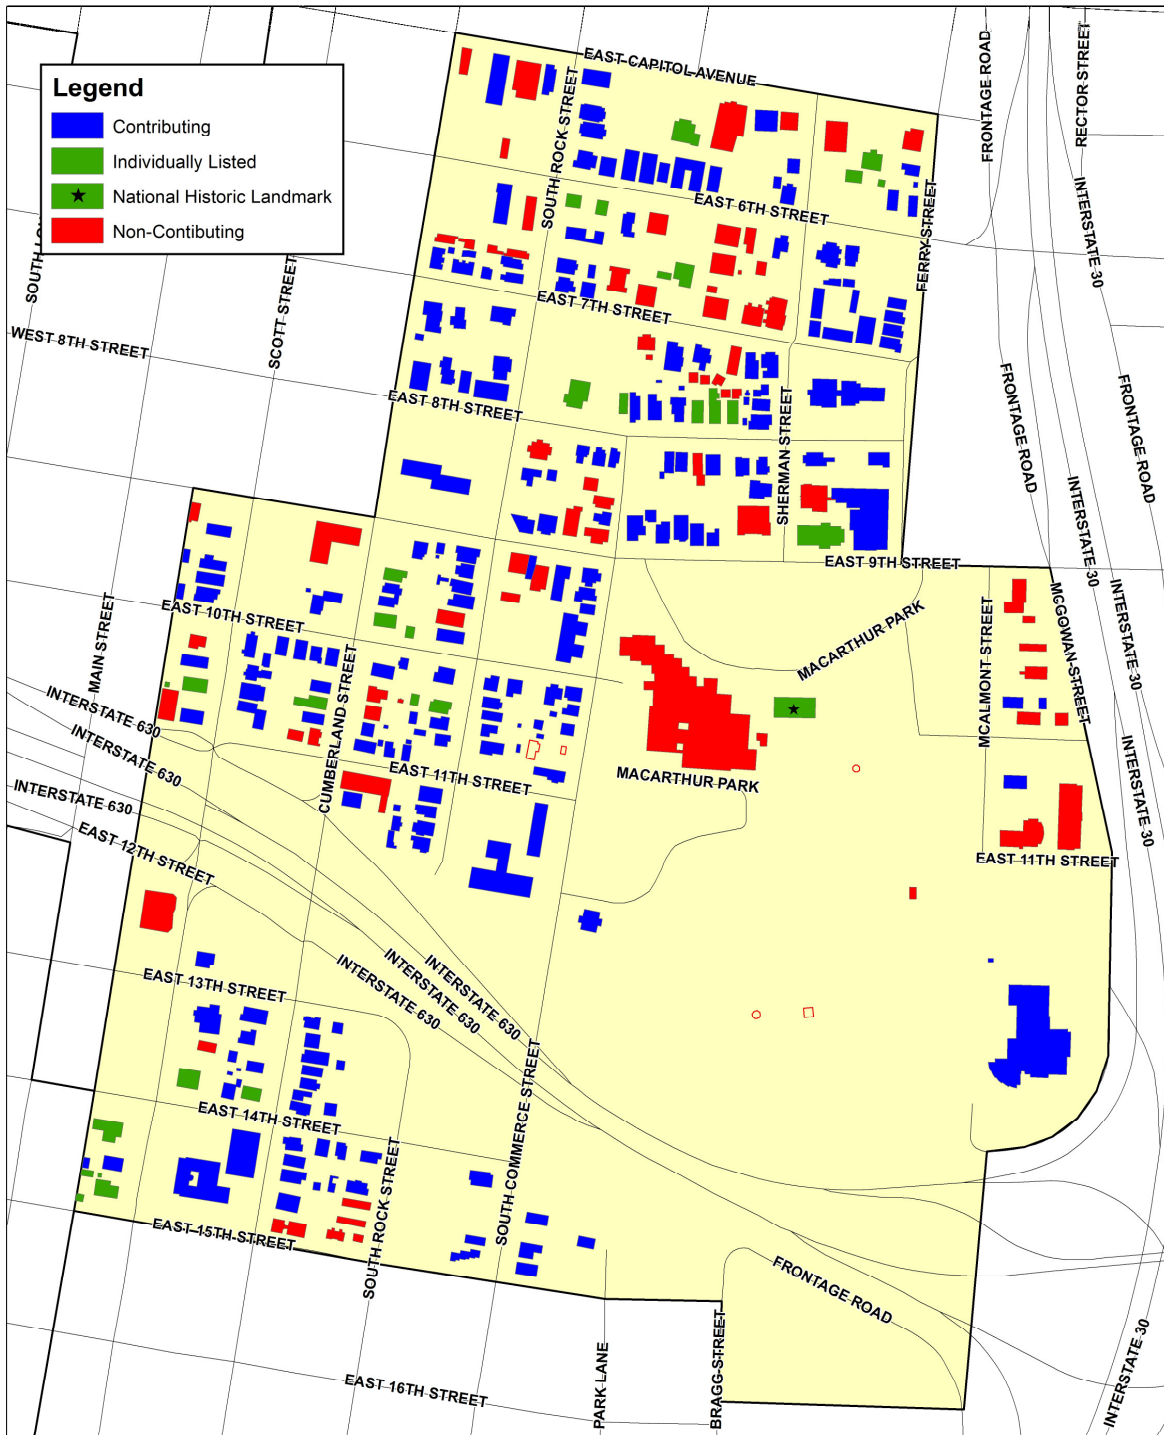 Legend
Contributing
Individually Listed
National Historic Landmark
Non-Contibuting
EAST CAPITOL AVENUE
SOUTH ROCK STREET
FRONTAGE ROAD
RECTOR STREET
INTERSTATE 30
EAST 6TH STREET
FERRY STREET
SCOTT STREET
WEST 8TH STREET
EAST 7TH STREET
EAST 8TH STREET
SHERMAN STREET
FRONTAGE ROAD
FRONTAGE ROAD
INTERSTATE 30
EAST 9TH STREET
MAIN STREET
EAST 10TH STREET
MACARTHUR PARK
MCALMONT STREET
MCGOWAN STREET
INTERSTATE 30
INTERSTATE 630
INTERSTATE 630
INTERSTATE 630
CUMBERLAND STREET
EAST 11TH STREET
MACARTHUR PARK
INTERSTATE 30
EAST 12TH STREET
EAST 11TH STREET
EAST 13TH STREET
INTERSTATE 630
INTERSTATE 630
INTERSTATE 630
EAST 14TH STREET
SOUTH COMMERCE STREET
SOUTH ROCK STREET
EAST 15TH STREET
FRONTAGE ROAD
EAST 16TH STREET
PARK LANE
BRAGG STREET
INTERSTATE 30